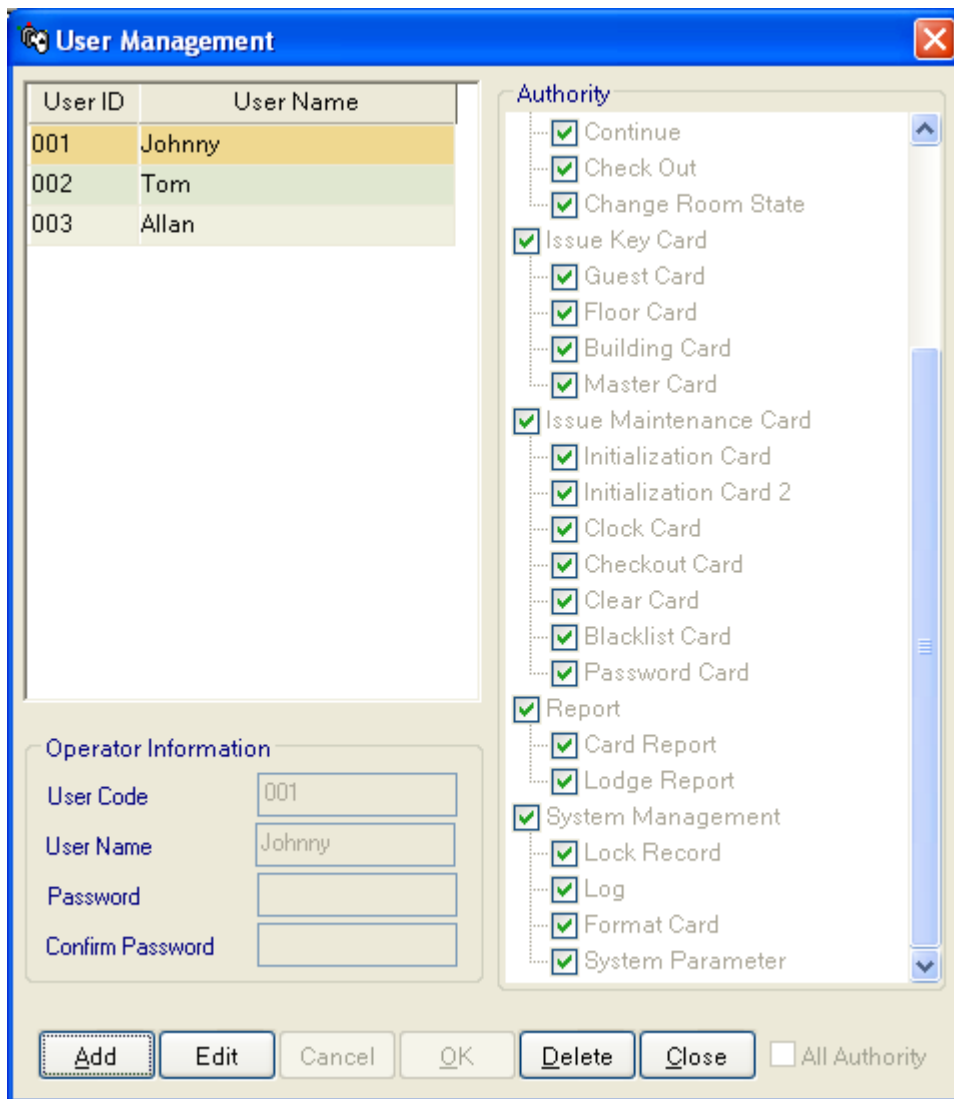 User Management
User ID User Name
001 Johnny
002 Tom
003 Allan
Operator Information
User Code 001
User Name Johnny
Password
Confirm Password
Authority
Continue
Check Out
Change Room State
Issue Key Card
Guest Card
Floor Card
Building Card
Master Card
Issue Maintenance Card
Initialization Card
Initialization Card 2
Clock Card
Checkout Card
Clear Card
Blacklist Card
Password Card
Report
Card Report
Lodge Report
System Management
Lock Record
Log
Format Card
System Parameter
Add Edit Cancel OK Delete Close All Authority